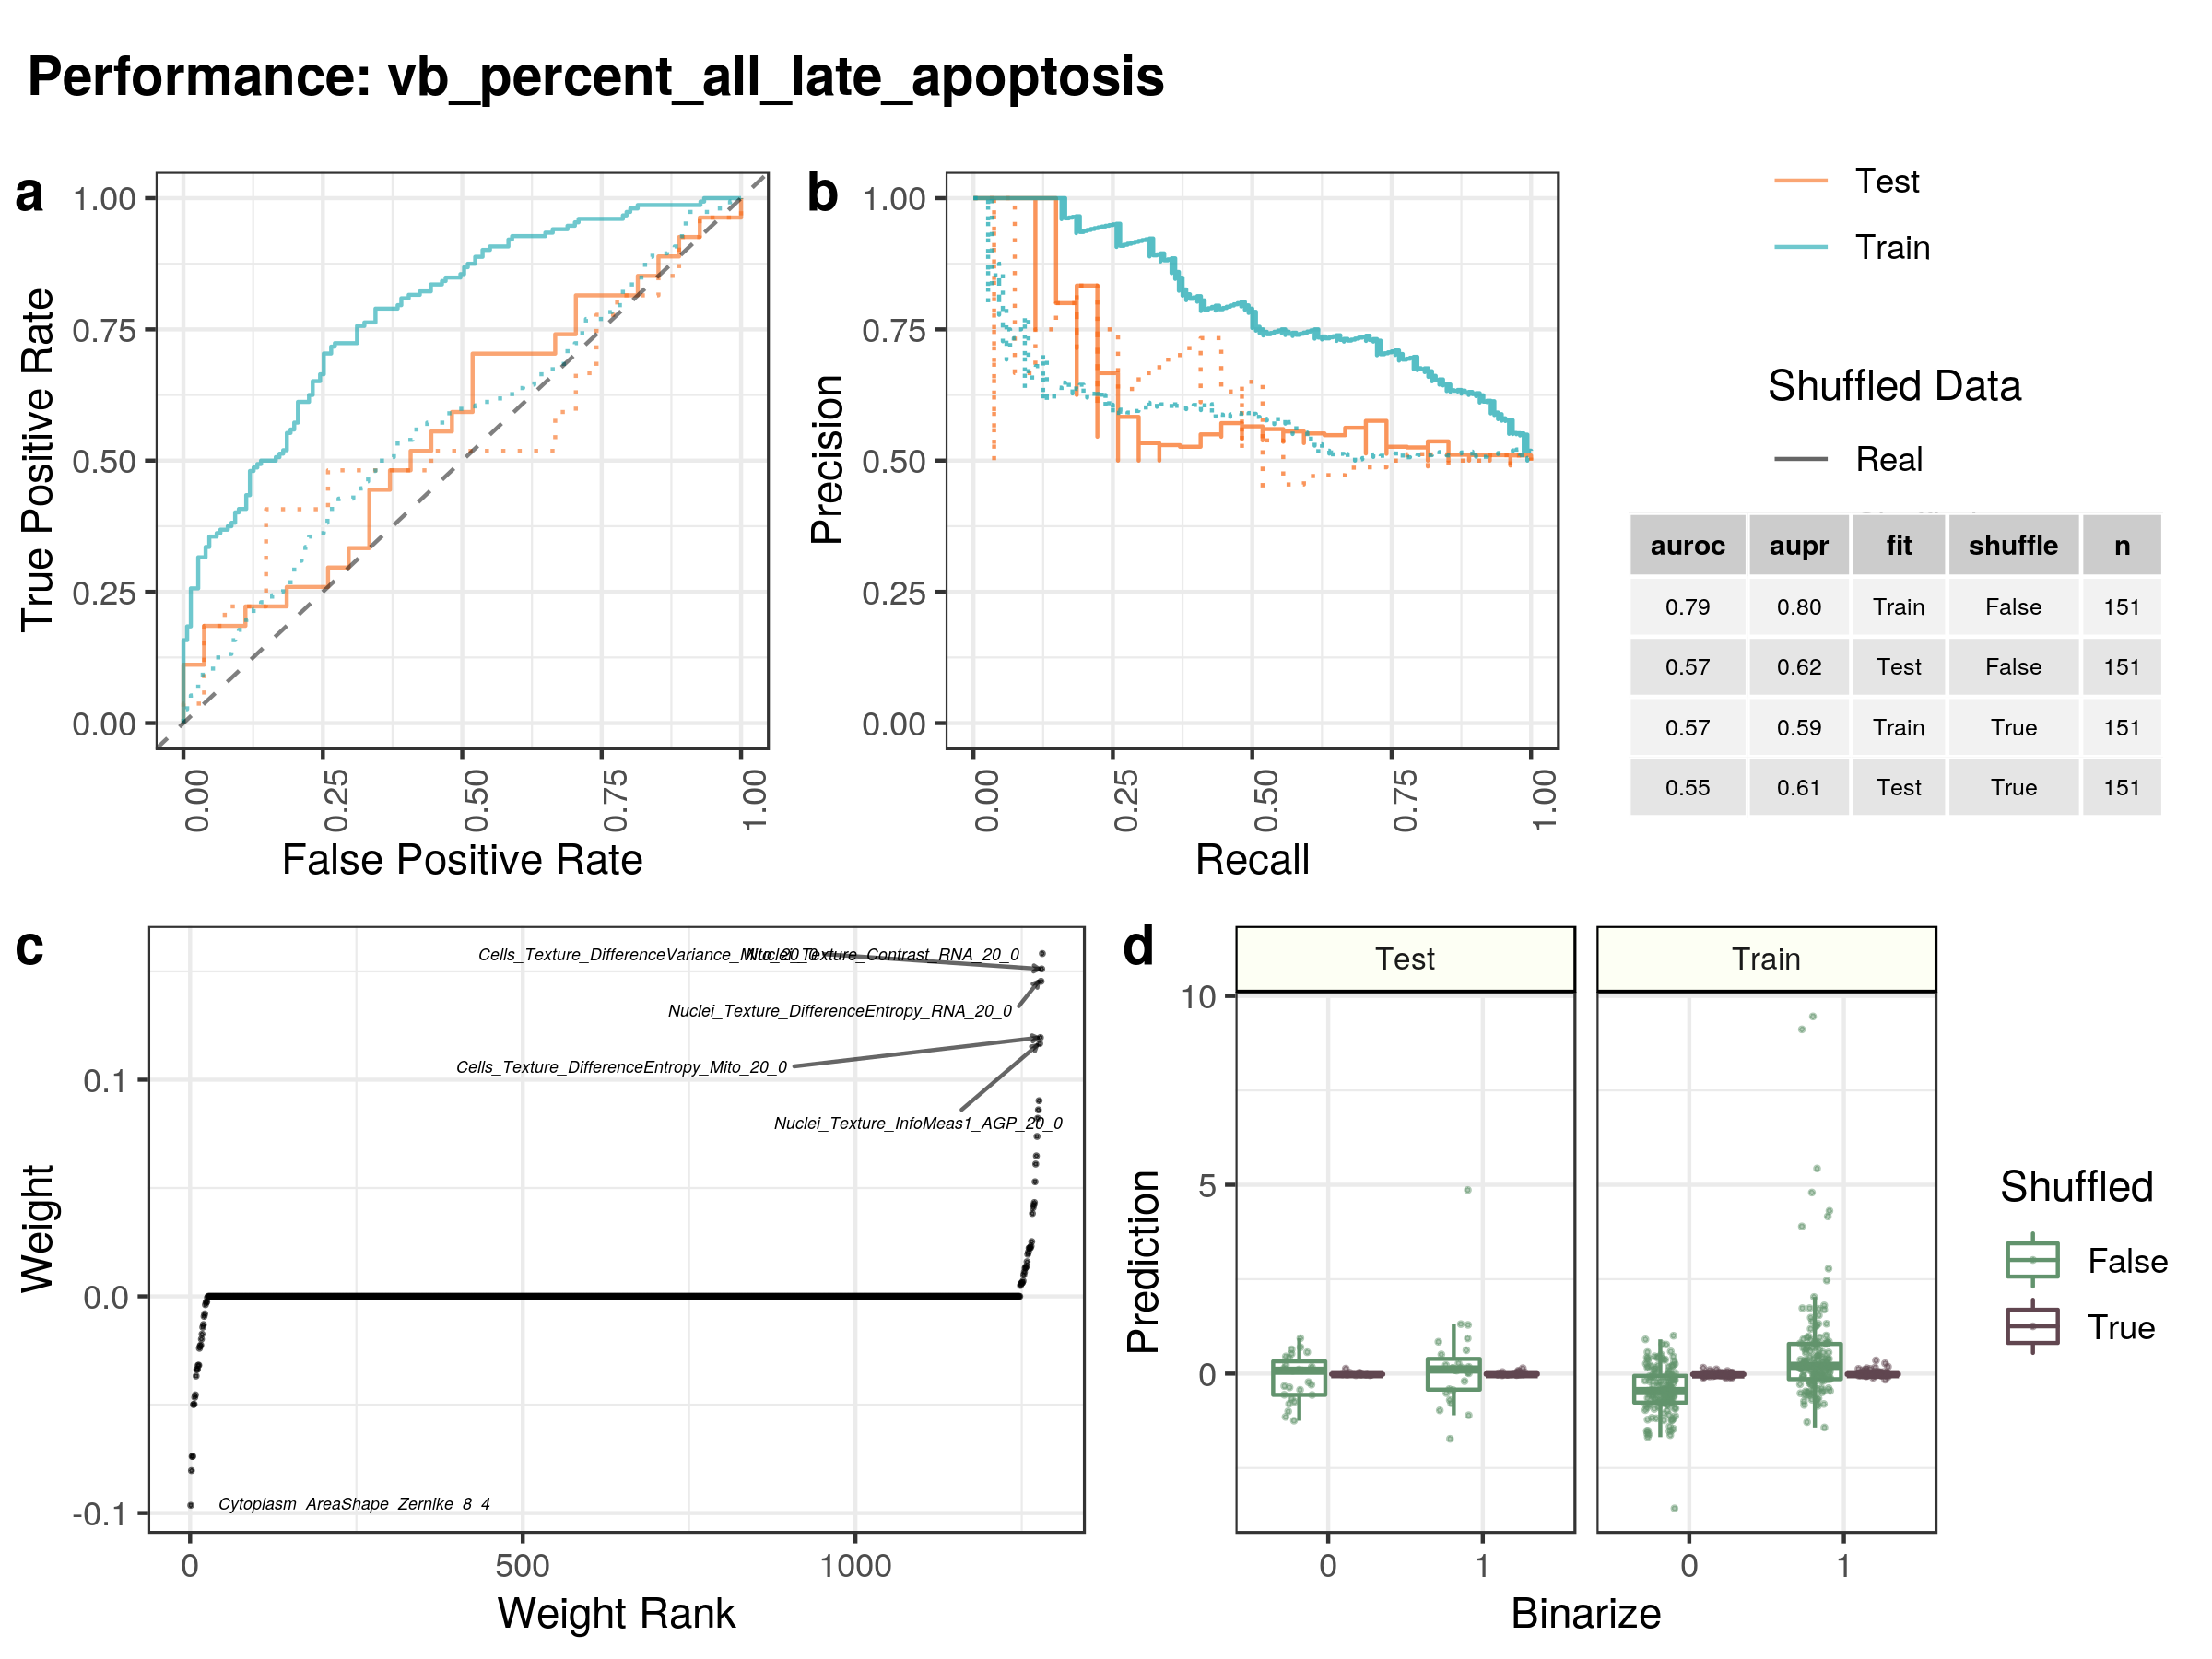 Performance: vb_percent_all_late_apoptosis
a
1.00
0.75
0.50
0.25
0.00
True Positive Rate
0.00
0.25
0.50
0.75
1.00
False Positive Rate
b
1.00
0.75
0.50
0.25
0.00
Precision
0.00
0.25
0.50
0.75
1.00
Recall
Test
Train
Shuffled Data
Real
auroc aupr fit shuffle n
0.79 0.80 Train False 151
0.57 0.62 Test False 151
0.57 0.59 Train True 151
0.55 0.61 Test True 151
c
Cells_Texture_DifferenceVariance_Mito_20_0
Nuclei_Texture_Contrast_RNA_20_0
Nuclei_Texture_DifferenceEntropy_RNA_20_0
Cells_Texture_DifferenceEntropy_Mito_20_0
Nuclei_Texture_InfoMeas1_AGP_20_0
Cytoplasm_AreaShape_Zernike_8_4
0.1
0.0
-0.1
Weight
0
500
1000
Weight Rank
d
Test
Train
10
5
0
Prediction
0
1
0
1
Binarize
Shuffled
False
True